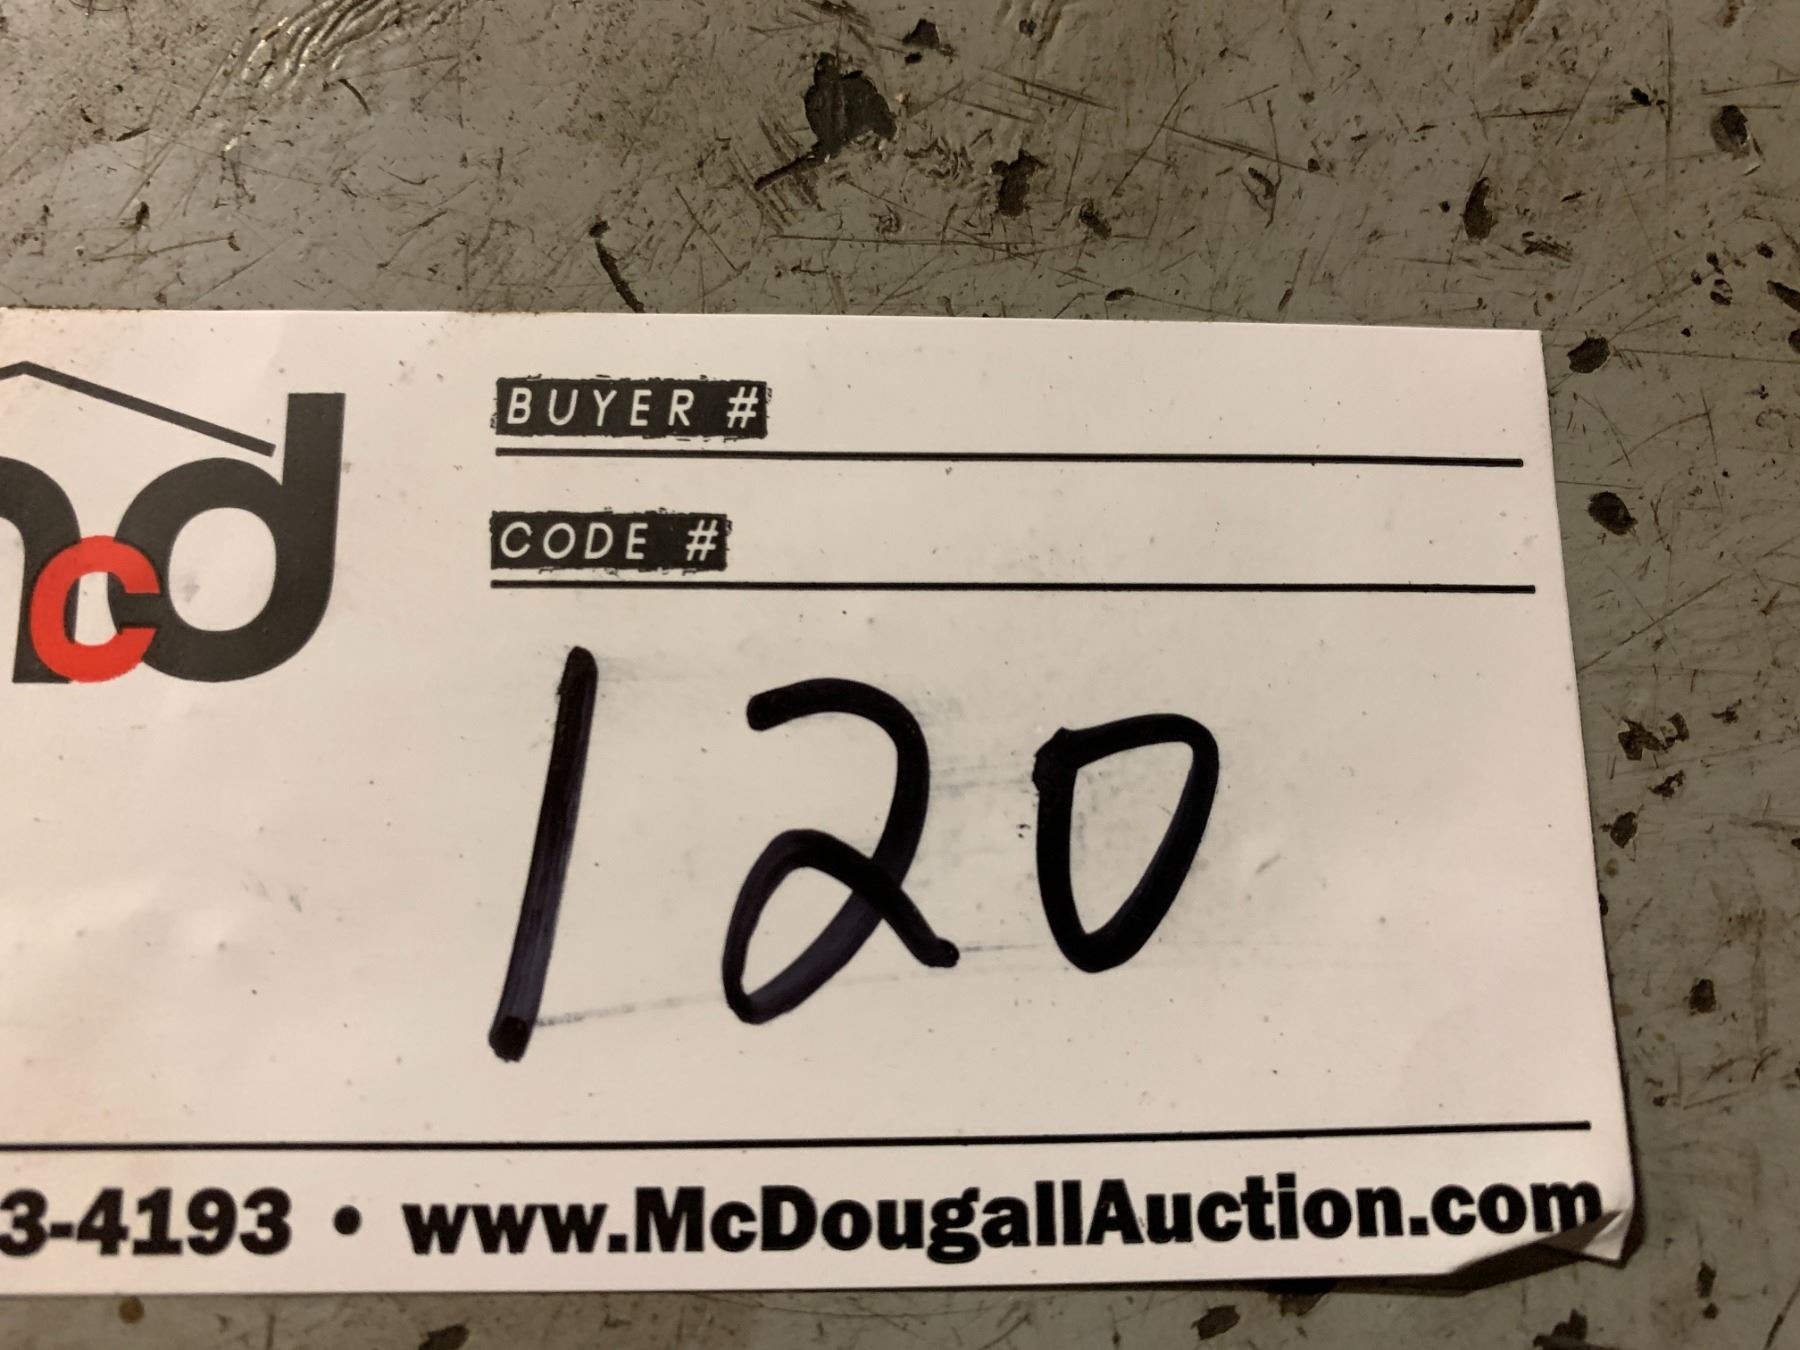 BUYER #
CODE #
mcd
120
3-4193 • www.McDougallAuction.com